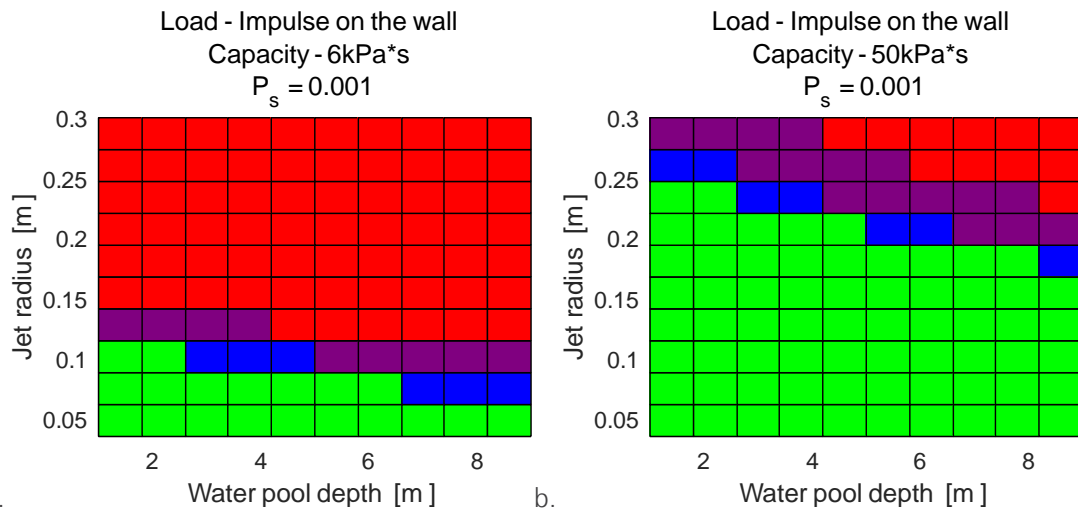 Load - Impulse on the wall
Capacity - 6kPa*s
P_s = 0.001
Jet radius [m]
0.3
0.25
0.2
0.15
0.1
0.05
2 4 6 8
Water pool depth [m]
.
Load - Impulse on the wall
Capacity - 50kPa*s
P_s = 0.001
Jet radius [m]
0.3
0.25
0.2
0.15
0.1
0.05
2 4 6 8
Water pool depth [m]
b.